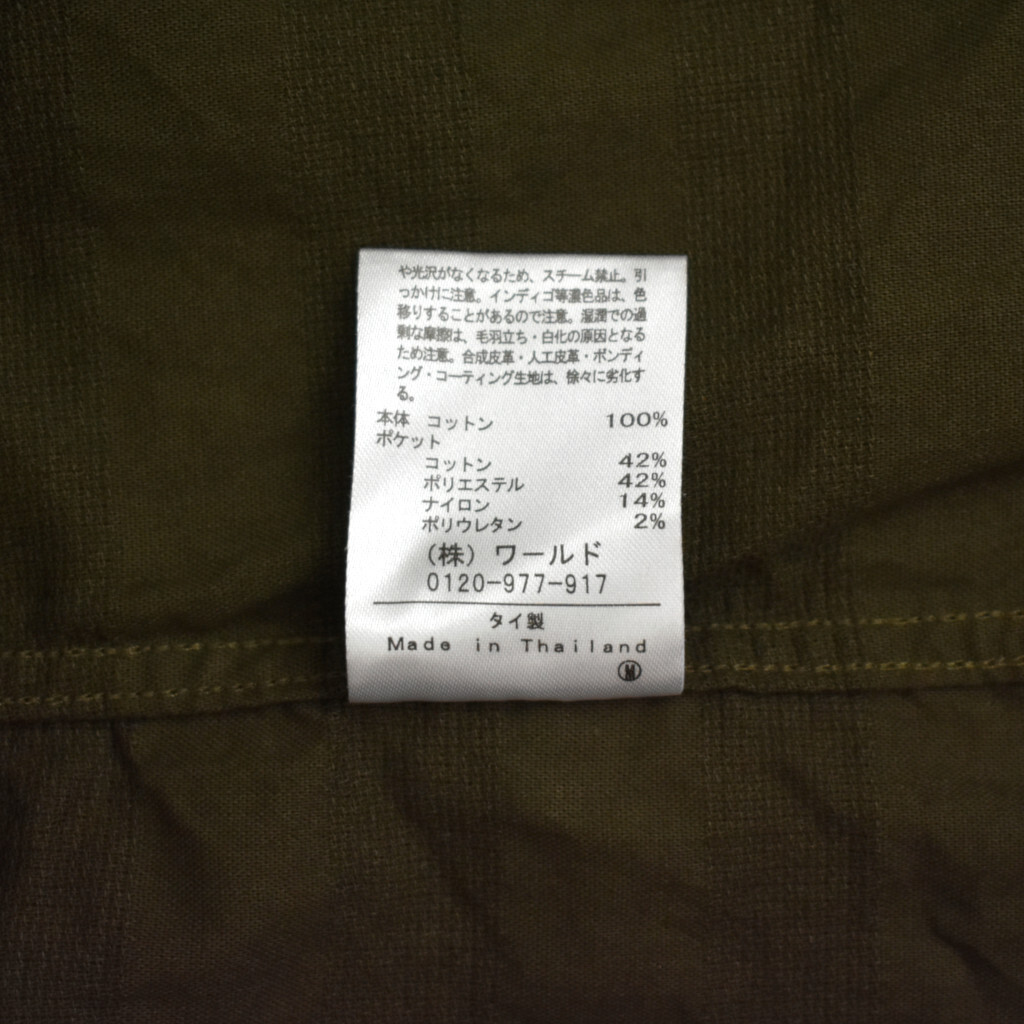 や光沢がなくなるため、スチーム禁止。引
っかけに注意。インディゴ等濃色品は、色
移りすることがあるので注意。湿潤での過
剰な摩擦は、毛羽立ち・白化の原因となる
ため注意。合成皮革・人工皮革・ボンディ
ング・コーティング生地は、徐々に劣化す
る。
本体 コットン 100%
ポケット
コットン 42%
ポリエステル 42%
ナイロン 14%
ポリウレタン 2%
(株) ワールド
0120-977-917
タイ製
Made in Thailand
Ⓜ